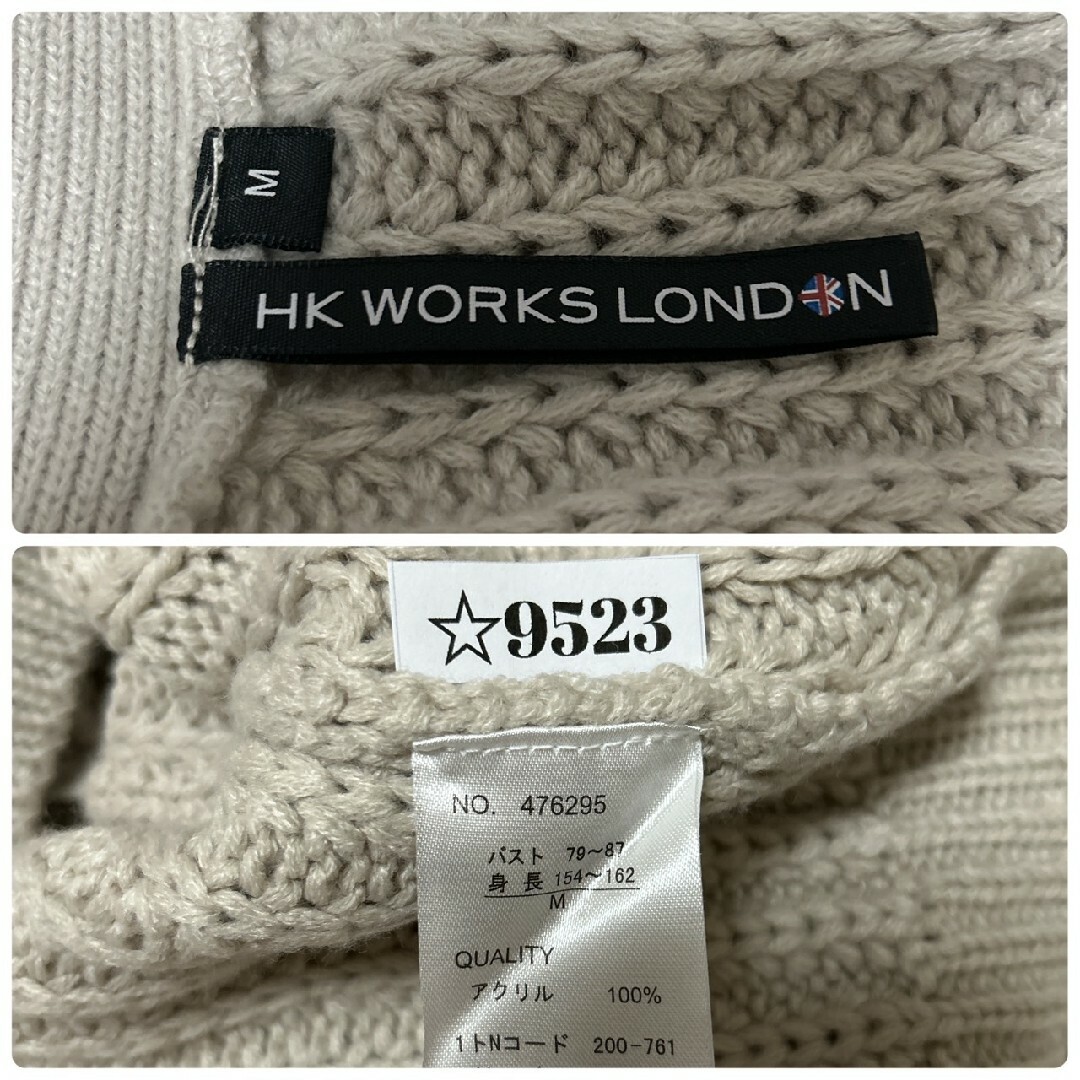 M
HK WORKS LONDON
☆9523
NO. 476295
バスト 79～87
身長 154～162
M
QUALITY
アクリル 100%
1トNコード 200-761